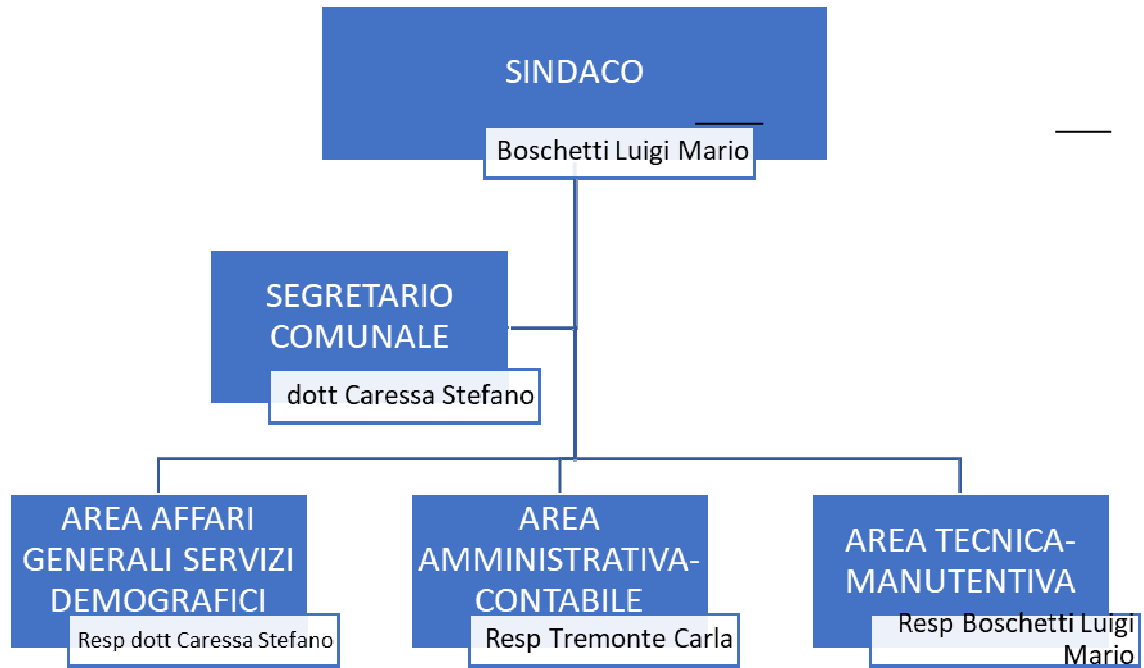 SINDACO
Boschetti Luigi Mario
SEGRETARIO
COMUNALE
dott Caressa Stefano
AREA AFFARI
GENERALI SERVIZI
DEMOGRAFICI
Resp dott Caressa Stefano
AREA
AMMINISTRATIVA-
CONTABILE
Resp Tremonte Carla
AREA TECNICA-
MANUTENTIVA
Resp Boschetti Luigi
Mario